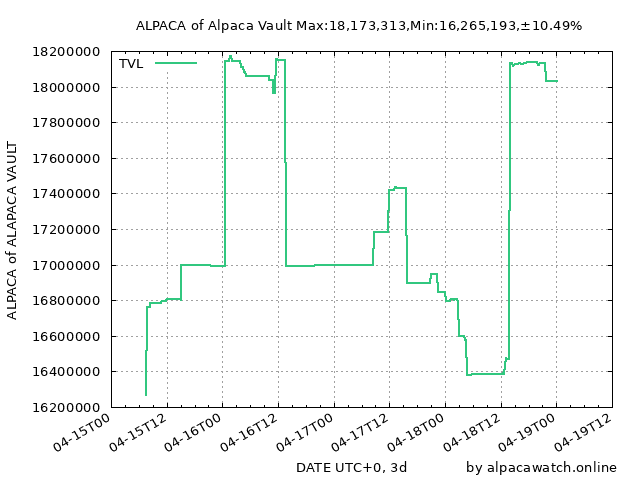 ALPACA of Alpaca Vault Max:18,173,313,Min:16,265,193,±10.49%
TVL
ALPACA of ALAPACA VAULT
18200000
18000000
17800000
17600000
17400000
17200000
17000000
16800000
16600000
16400000
16200000
04-15T00
04-15T12
04-16T00
04-16T12
04-17T00
04-17T12
04-18T00
04-18T12
04-19T00
04-19T12
DATE UTC+0, 3d
by alpacawatch.online